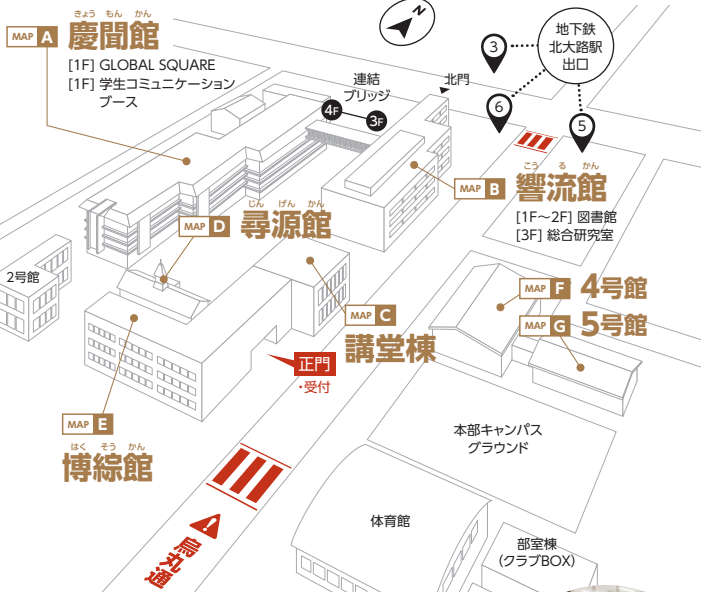 MAP A
きょう もん かん
慶聞館
[1F] GLOBAL SQUARE
[1F] 学生コミュニケーション
ブース
N
地下鉄
北大路駅
出口
3
6
5
連結
ブリッジ
4F
3F
北門
MAP B
こう る かん
響流館
[1F～2F] 図書館
[3F] 総合研究室
MAP D
じん げん かん
尋源館
2号館
MAP F
4号館
MAP G
5号館
MAP C
講堂棟
正門
・受付
MAP E
はく そう かん
博綜館
本部キャンパス
グラウンド
烏丸通
体育館
部室棟
(クラブBOX)